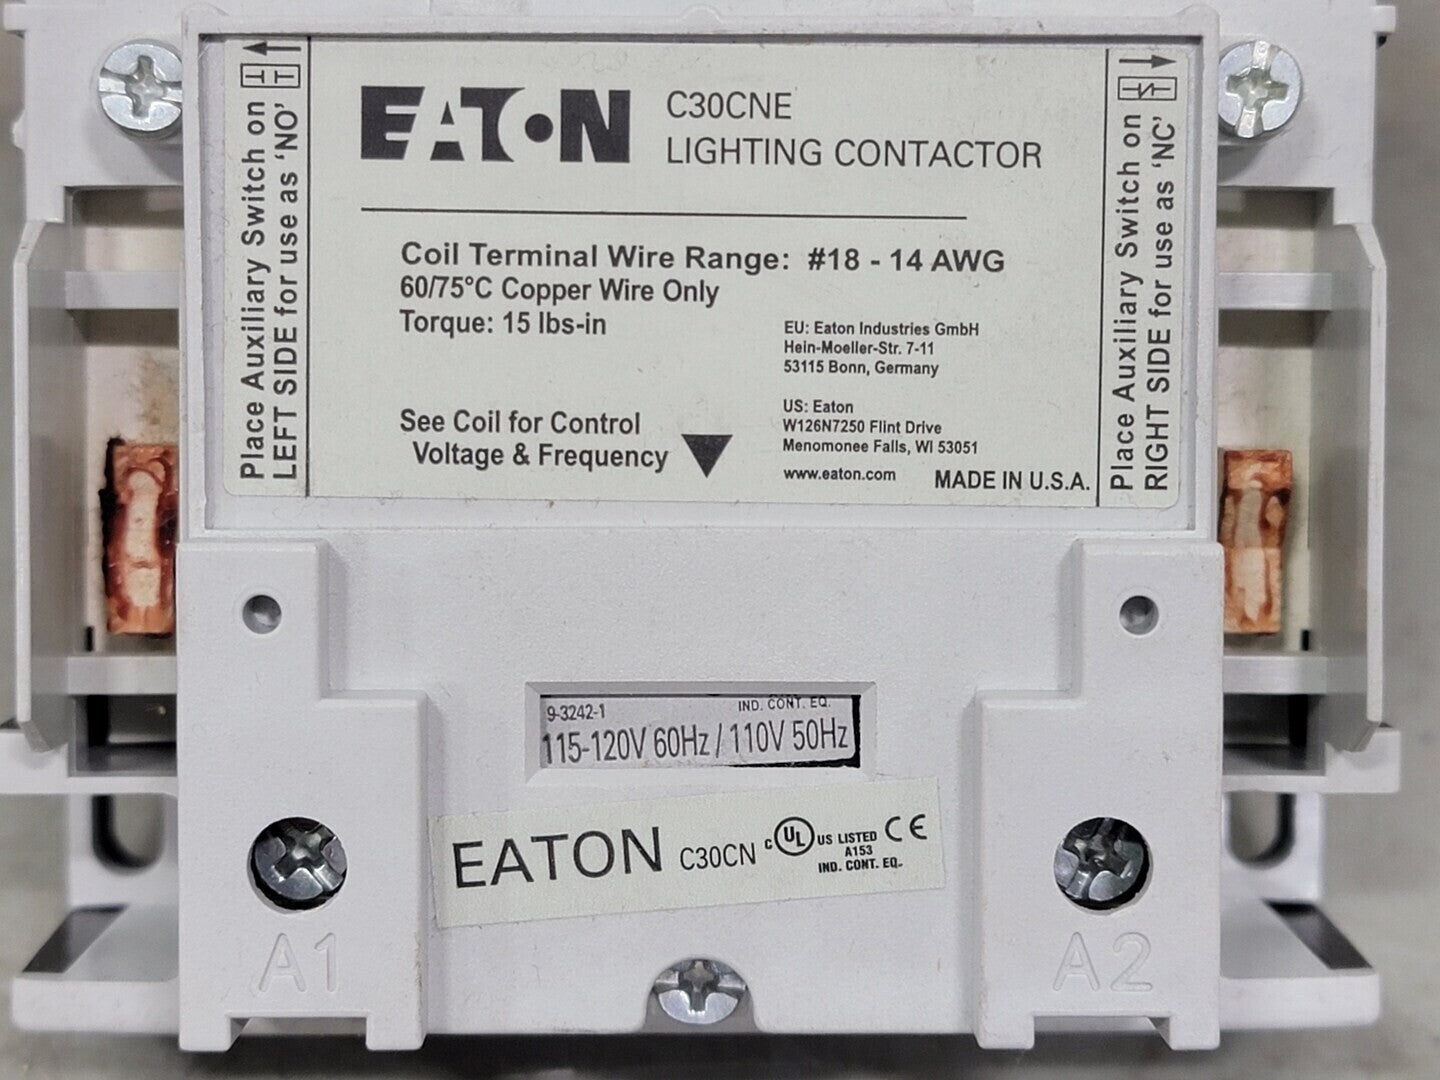 Place Auxiliary Switch on
LEFT SIDE for use as 'NO'
EATON
C30CNE
LIGHTING CONTACTOR
Coil Terminal Wire Range: #18 - 14 AWG
60/75°C Copper Wire Only
Torque: 15 lbs-in
See Coil for Control
Voltage & Frequency
EU: Eaton Industries GmbH
Hein-Moeller-Str. 7-11
53115 Bonn, Germany
US: Eaton
W126N7250 Flint Drive
Menomonee Falls, WI 53051
www.eaton.com
MADE IN U.S.A.
Place Auxiliary Switch on
RIGHT SIDE for use as 'NC'
9-3242-1 IND. CONT. EQ.
115-120V 60Hz / 110V 50Hz
EATON C30CN c UL US LISTED CE
A153
IND. CONT. EQ.
A1
A2